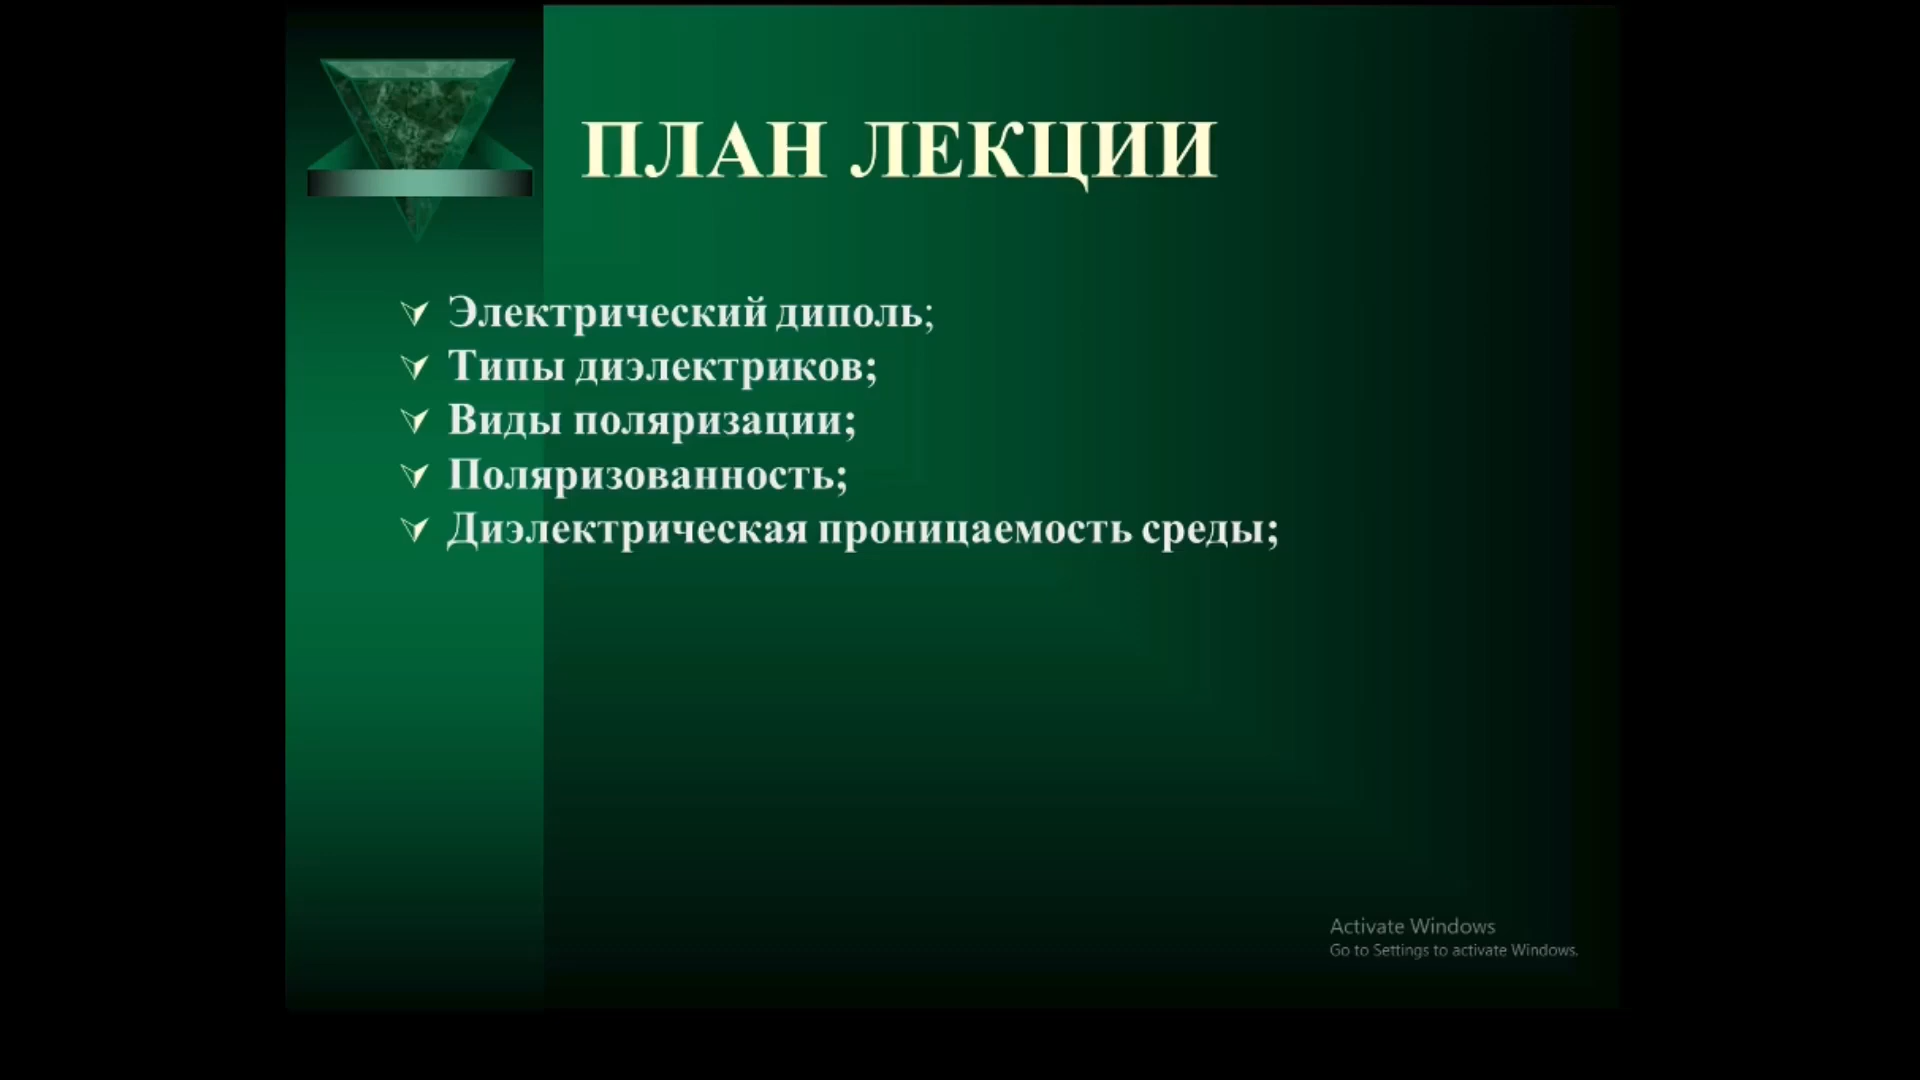 ПЛАН ЛЕКЦИИ
Электрический диполь;
Типы диэлектриков;
Виды поляризации;
Поляризованность;
Диэлектрическая проницаемость среды;
Activate Windows
Go to Settings to activate Windows.